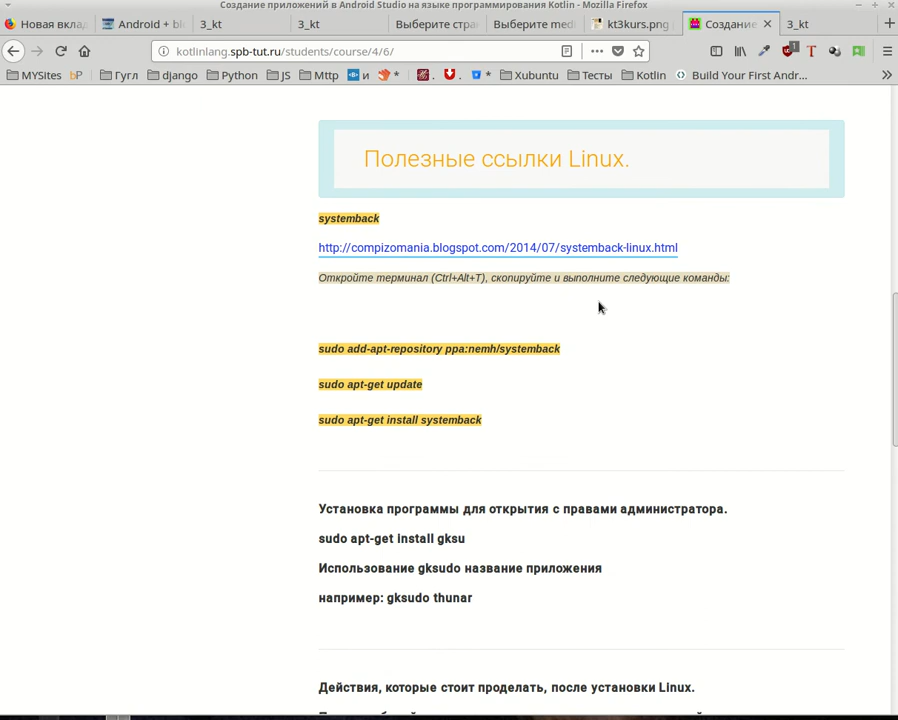 Создание приложений в Android Studio на языке программирования Kotlin - Mozilla Firefox
Новая вкла
Android + bl
3_kt
3_kt
Выберите стра
Выберите med
kt3kurs.png
Создание
3_kt
kotlinlang.spb-tut.ru/students/course/4/6/
MYSites
bP
Гугл
django
Python
JS
Mttp
и
*
.
.
*
Xubuntu
Тесты
Kotlin
Build Your First Andr...
Полезные ссылки Linux.
systemback
http://compizomania.blogspot.com/2014/07/systemback-linux.html
Откройте терминал (Ctrl+Alt+T), скопируйте и выполните следующие команды:
sudo add-apt-repository ppa:nemh/systemback
sudo apt-get update
sudo apt-get install systemback
Установка программы для открытия с правами администратора.
sudo apt-get install gksu
Использование gksudo название приложения
например: gksudo thunar
Действия, которые стоит проделать, после установки Linux.